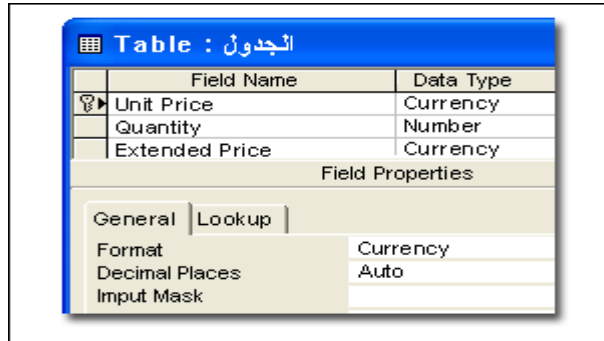 Table : الجدول
Field Name Data Type
Unit Price Currency
Quantity Number
Extended Price Currency
Field Properties
General Lookup
Format Currency
Decimal Places Auto
Imput Mask